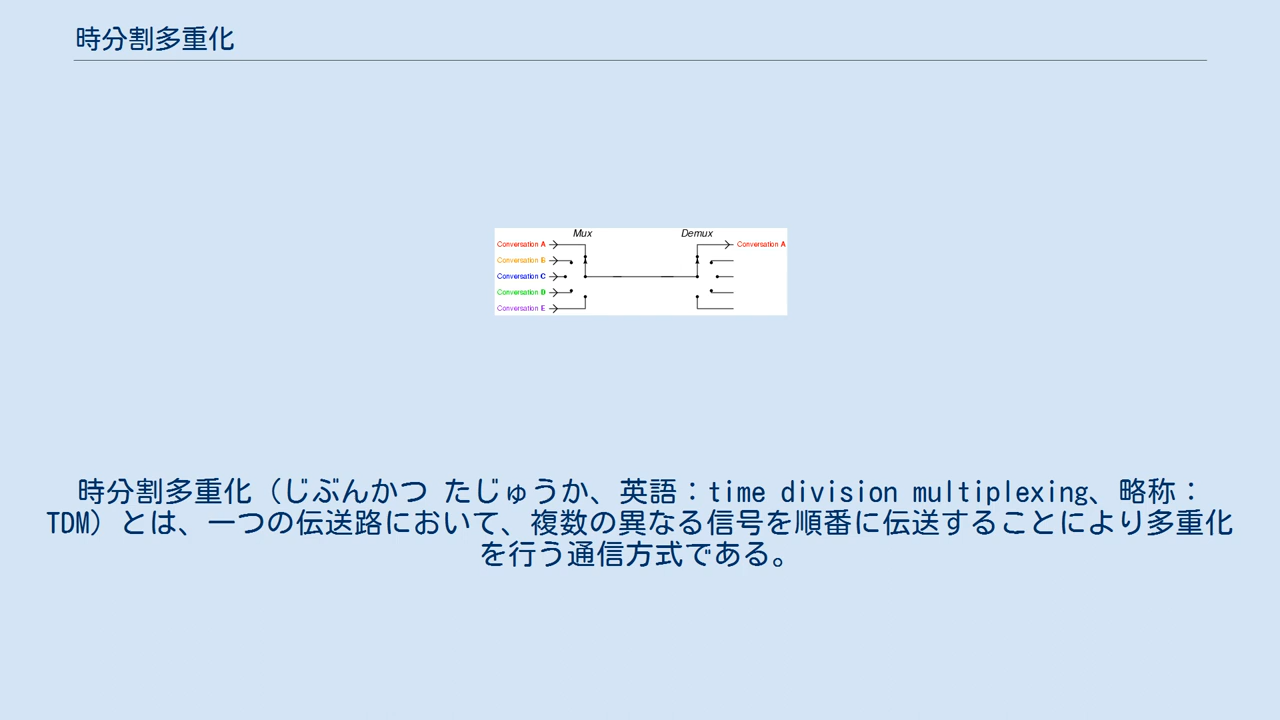 時分割多重化
Mux Demux
Conversation A Conversation A
Conversation B
Conversation C
Conversation D
Conversation E
時分割多重化（じぶんかつ たじゅうか、英語：time division multiplexing、略称：
TDM）とは、一つの伝送路において、複数の異なる信号を順番に伝送することにより多重化
を行う通信方式である。